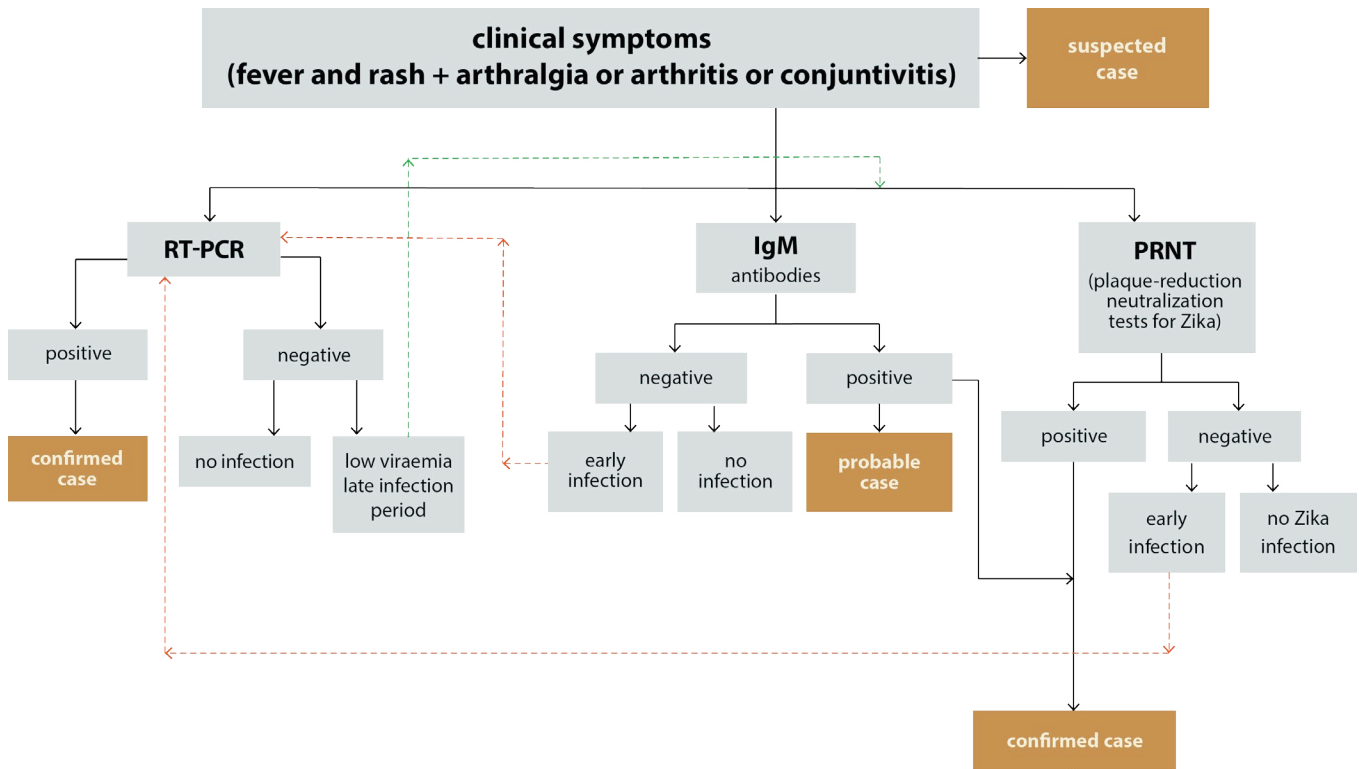 clinical symptoms
(fever and rash + arthralgia or arthritis or conjuntivitis)
suspected
case
RT-PCR
IgM
antibodies
PRNT
(plaque-reduction
neutralization
tests for Zika)
positive
negative
negative
positive
positive
negative
confirmed
case
no infection
low viraemia
late infection
period
early
infection
no
infection
probable
case
early
infection
no Zika
infection
confirmed case